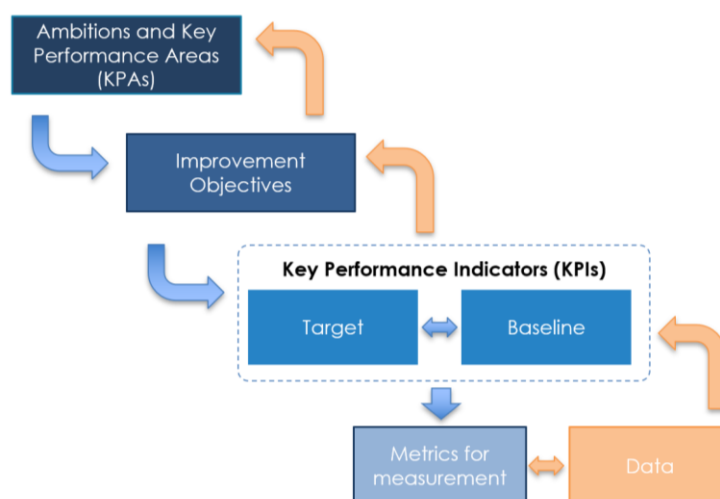 Ambitions and Key
Performance Areas
(KPAs)
Improvement
Objectives
Key Performance Indicators (KPIs)
Target
Baseline
Metrics for
measurement
Data